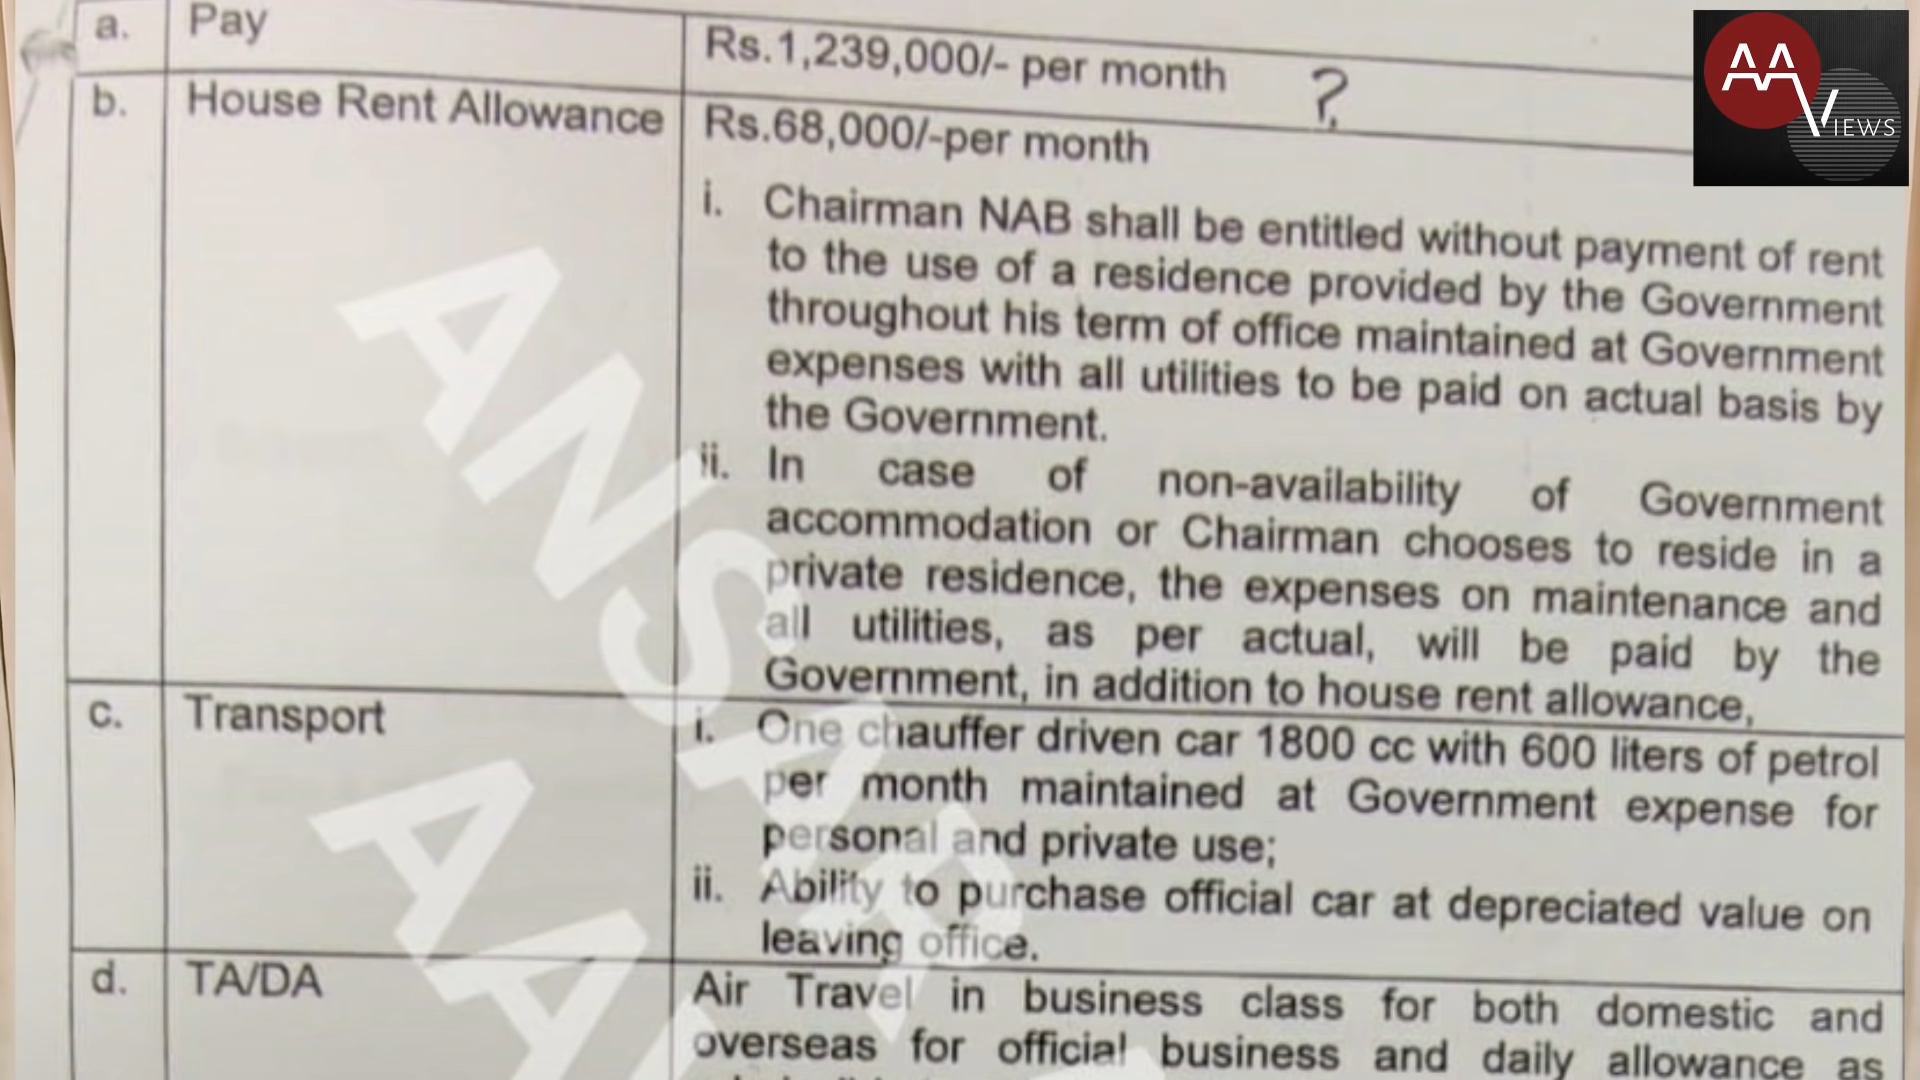 a. Pay Rs.1,239,000/- per month ?
b. House Rent Allowance Rs.68,000/-per month
i. Chairman NAB shall be entitled without payment of rent
to the use of a residence provided by the Government
throughout his term of office maintained at Government
expenses with all utilities to be paid on actual basis by
the Government.
ii. In case of non-availability of Government
accommodation or Chairman chooses to reside in a
private residence, the expenses on maintenance and
all utilities, as per actual, will be paid by the
Government, in addition to house rent allowance,
c. Transport i. One chauffer driven car 1800 cc with 600 liters of petrol
per month maintained at Government expense for
personal and private use;
ii. Ability to purchase official car at depreciated value on
leaving office.
d. TA/DA Air Travel in business class for both domestic and
overseas for official business and daily allowance as
AA
VIEWS
ANSAR